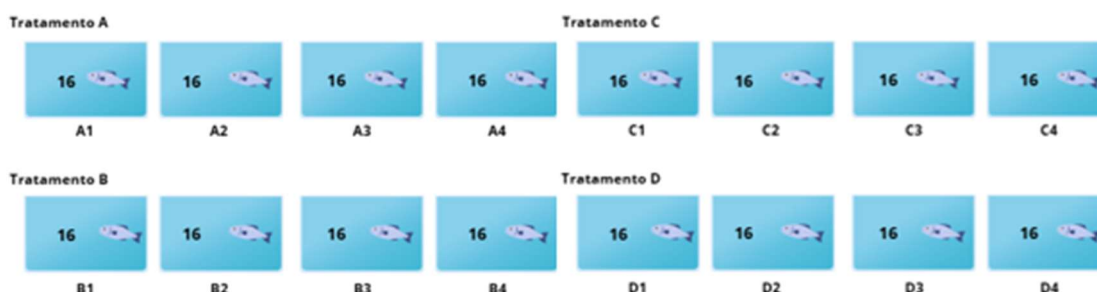 Tratamento A
16 16 16 16
A1 A2 A3 A4
Tratamento C
16 16 16 16
C1 C2 C3 C4
Tratamento B
16 16 16 16
B1 B2 B3 B4
Tratamento D
16 16 16 16
D1 D2 D3 D4